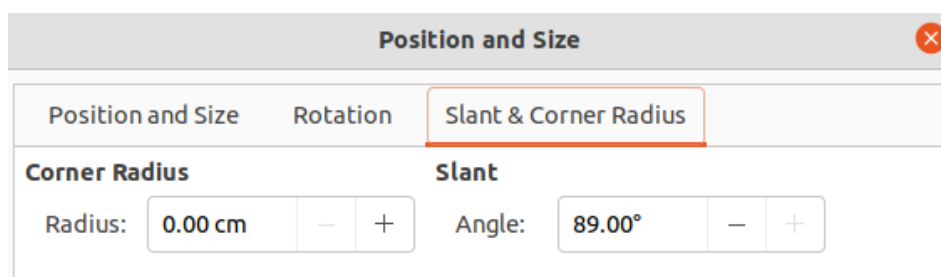 Position and Size
Position and Size Rotation Slant & Corner Radius
Corner Radius Slant
Radius: 0.00 cm − + Angle: 89.00° − +